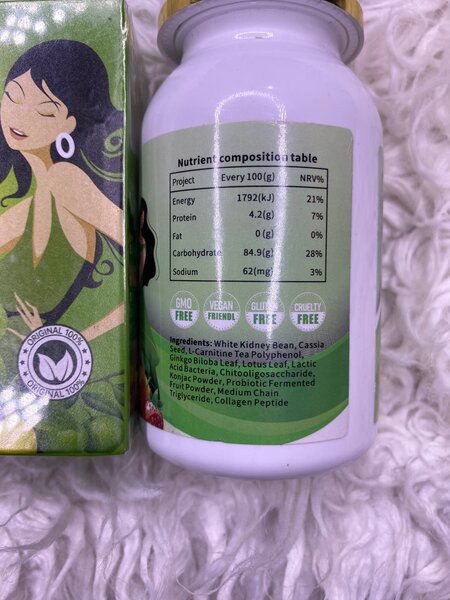 Nutrient composition table
Project Every 100(g) NRV%
Energy 1792(kJ) 21%
Protein 4.2(g) 7%
Fat 0(g) 0%
Carbohydrate 84.9(g) 28%
Sodium 62(mg) 3%
GMO FREE
VEGAN FRIENDL
GLUTEN FREE
CRUELTY FREE
Ingredients: White Kidney Bean, Cassia
Seed, L-Carnitine Tea Polyphenol,
Ginkgo Biloba Leaf, Lotus Leaf, Lactic
Acid Bacteria, Chitooligosaccharide,
Konjac Powder, Probiotic Fermented
Fruit Powder, Medium Chain
Triglyceride, Collagen Peptide
ORIGINAL 100%
ORIGINAL 100%